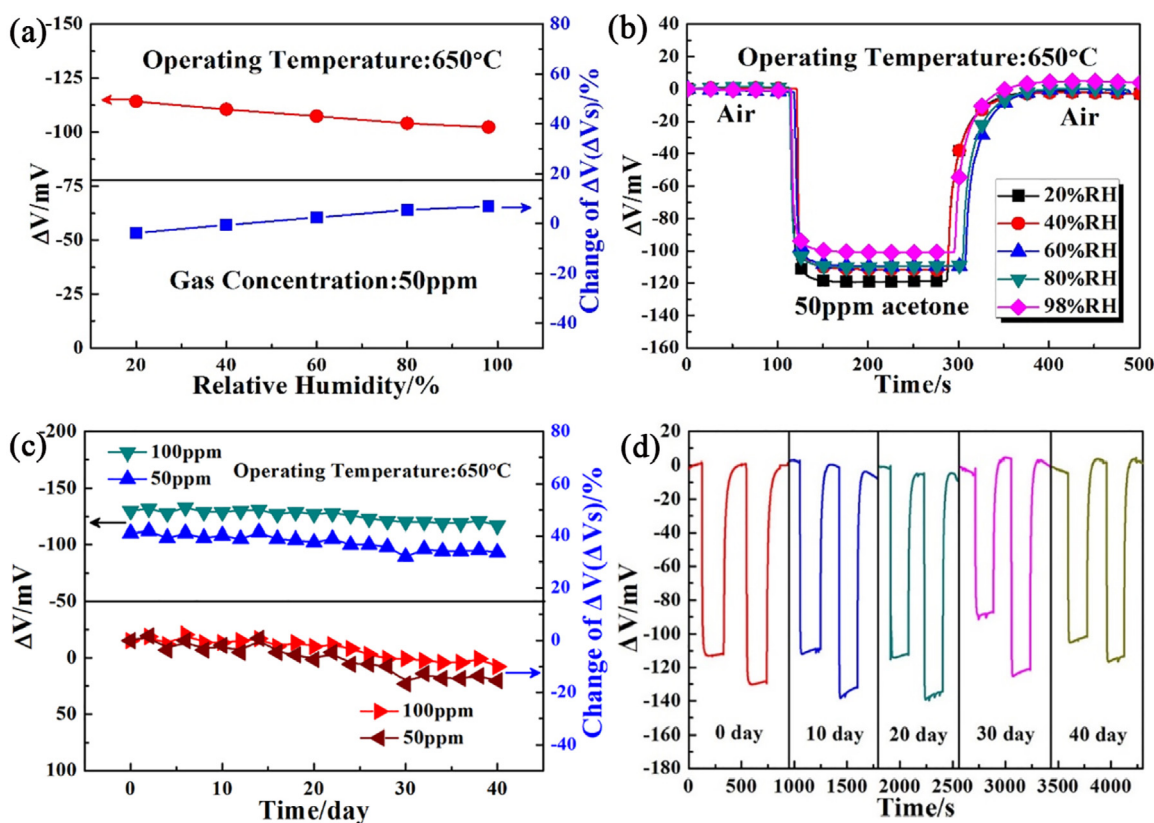 (a)
Operating Temperature:650°C
Gas Concentration:50ppm
-150
-125
-100
-75
-50
-25
0
ΔV/mV
80
60
40
20
0
-20
-40
Change of ΔV(ΔVs)/%
20 40 60 80 100
Relative Humidity/%
(b)
Operating Temperature:650°C
Air
Air
50ppm acetone
20%RH
40%RH
60%RH
80%RH
98%RH
40
20
0
-20
-40
-60
-80
-100
-120
-140
-160
ΔV/mV
0 100 200 300 400 500
Time/s
(c)
100ppm
50ppm
Operating Temperature:650°C
100ppm
50ppm
-200
-150
-100
-50
0
50
100
ΔV/mV
80
60
40
20
0
-20
-40
Change of ΔV(ΔVs)/%
0 10 20 30 40
Time/day
(d)
20
0
-20
-40
-60
-80
-100
-120
-140
-160
-180
ΔV/mV
0 day 10 day 20 day 30 day 40 day
0 500 1000 1500 2000 2500 3000 3500 4000
Time/s